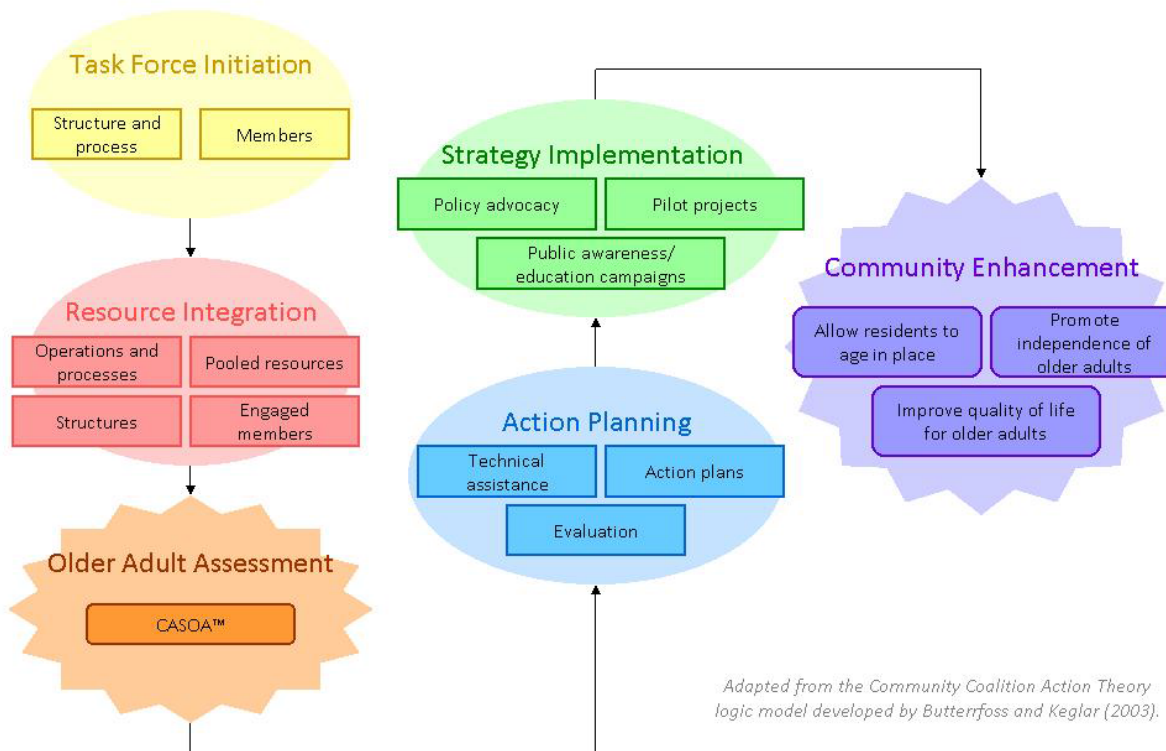 Task Force Initiation
Structure and
process
Members
Resource Integration
Operations and
processes
Pooled resources
Structures
Engaged
members
Older Adult Assessment
CASOA™
Strategy Implementation
Policy advocacy
Pilot projects
Public awareness/
education campaigns
Action Planning
Technical
assistance
Action plans
Evaluation
Community Enhancement
Allow residents to
age in place
Promote
independence of
older adults
Improve quality of life
for older adults
Adapted from the Community Coalition Action Theory
logic model developed by Butterrfoss and Keglar (2003).